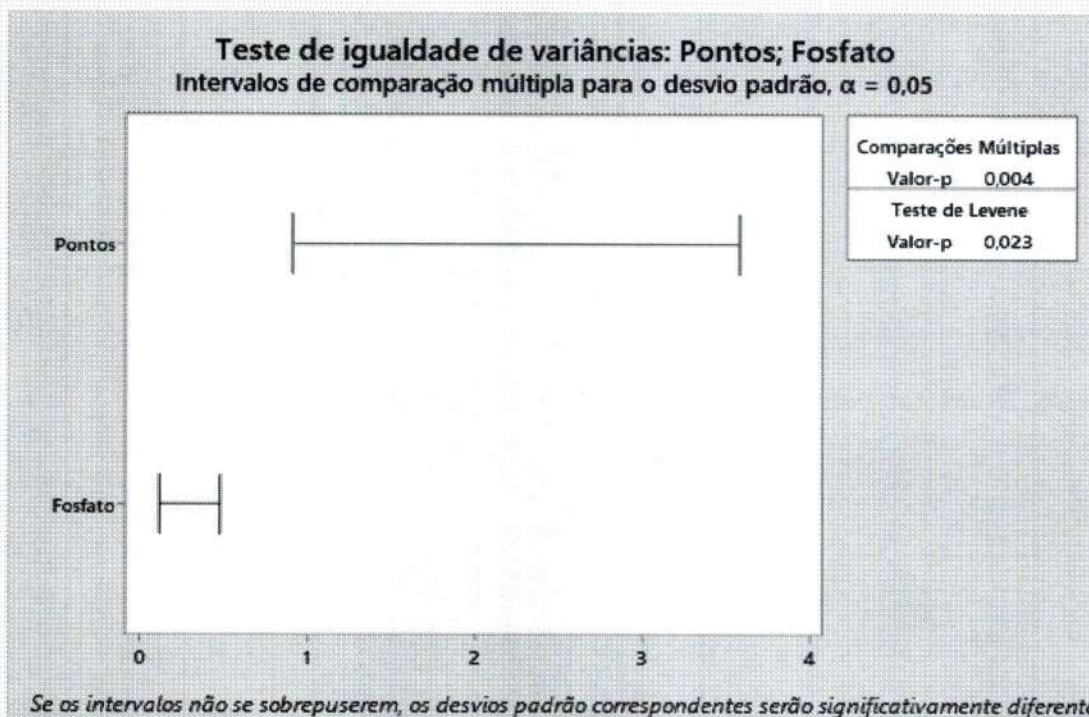 Teste de igualdade de variâncias: Pontos; Fosfato
Intervalos de comparação múltipla para o desvio padrão, α = 0,05
Comparações Múltiplas
Valor-p 0,004
Teste de Levene
Valor-p 0,023
Pontos
Fosfato
0 1 2 3 4
Se os intervalos não se sobrepuserem, os desvios padrão correspondentes serão significativamente diferent